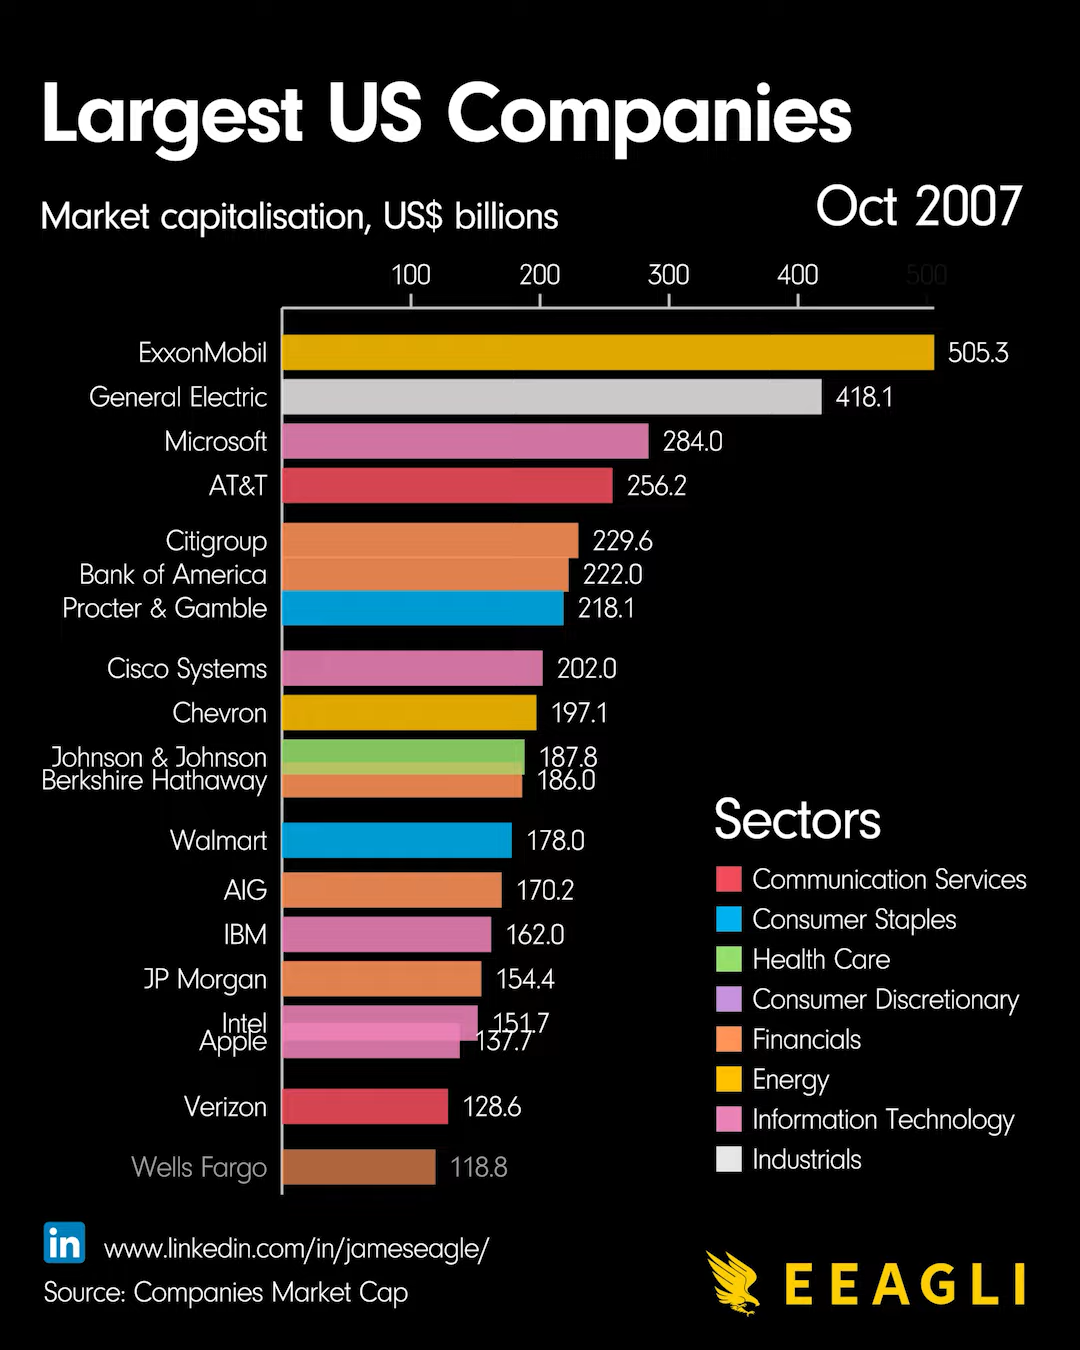 Largest US Companies
Market capitalisation, US$ billions
Oct 2007
100 200 300 400 500
ExxonMobil 505.3
General Electric 418.1
Microsoft 284.0
AT&T 256.2
Citigroup 229.6
Bank of America 222.0
Procter & Gamble 218.1
Cisco Systems 202.0
Chevron 197.1
Johnson & Johnson 187.8
Berkshire Hathaway 186.0
Walmart 178.0
AIG 170.2
IBM 162.0
JP Morgan 154.4
Intel 151.7
Apple 137.7
Verizon 128.6
Wells Fargo 118.8
Sectors
Communication Services
Consumer Staples
Health Care
Consumer Discretionary
Financials
Energy
Information Technology
Industrials
in www.linkedin.com/in/jameseagle/
Source: Companies Market Cap
EEAGLI